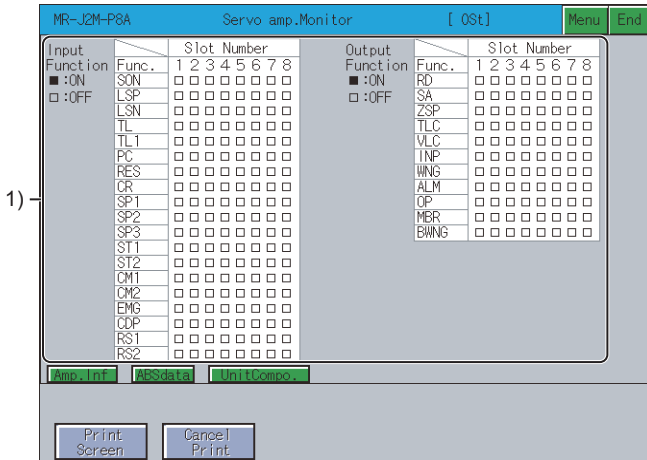 MR-J2M-P8A Servo amp.Monitor [ 0St] Menu End
Input
Function
■:ON
□:OFF
Slot Number
Func. 1 2 3 4 5 6 7 8
SON □ □ □ □ □ □ □ □
LSP □ □ □ □ □ □ □ □
LSN □ □ □ □ □ □ □ □
TL □ □ □ □ □ □ □ □
TL1 □ □ □ □ □ □ □ □
PC □ □ □ □ □ □ □ □
RES □ □ □ □ □ □ □ □
CR □ □ □ □ □ □ □ □
SP1 □ □ □ □ □ □ □ □
SP2 □ □ □ □ □ □ □ □
SP3 □ □ □ □ □ □ □ □
ST1 □ □ □ □ □ □ □ □
ST2 □ □ □ □ □ □ □ □
CM1 □ □ □ □ □ □ □ □
CM2 □ □ □ □ □ □ □ □
EMG □ □ □ □ □ □ □ □
CDP □ □ □ □ □ □ □ □
RS1 □ □ □ □ □ □ □ □
RS2 □ □ □ □ □ □ □ □
Output
Function
■:ON
□:OFF
Slot Number
Func. 1 2 3 4 5 6 7 8
RD □ □ □ □ □ □ □ □
SA □ □ □ □ □ □ □ □
ZSP □ □ □ □ □ □ □ □
TLC □ □ □ □ □ □ □ □
VLC □ □ □ □ □ □ □ □
INP □ □ □ □ □ □ □ □
WNG □ □ □ □ □ □ □ □
ALM □ □ □ □ □ □ □ □
OP □ □ □ □ □ □ □ □
MBR □ □ □ □ □ □ □ □
BWNG □ □ □ □ □ □ □ □
1)
Amp.Inf ABSdata UnitCompo.
Print
Screen
Cancel
Print